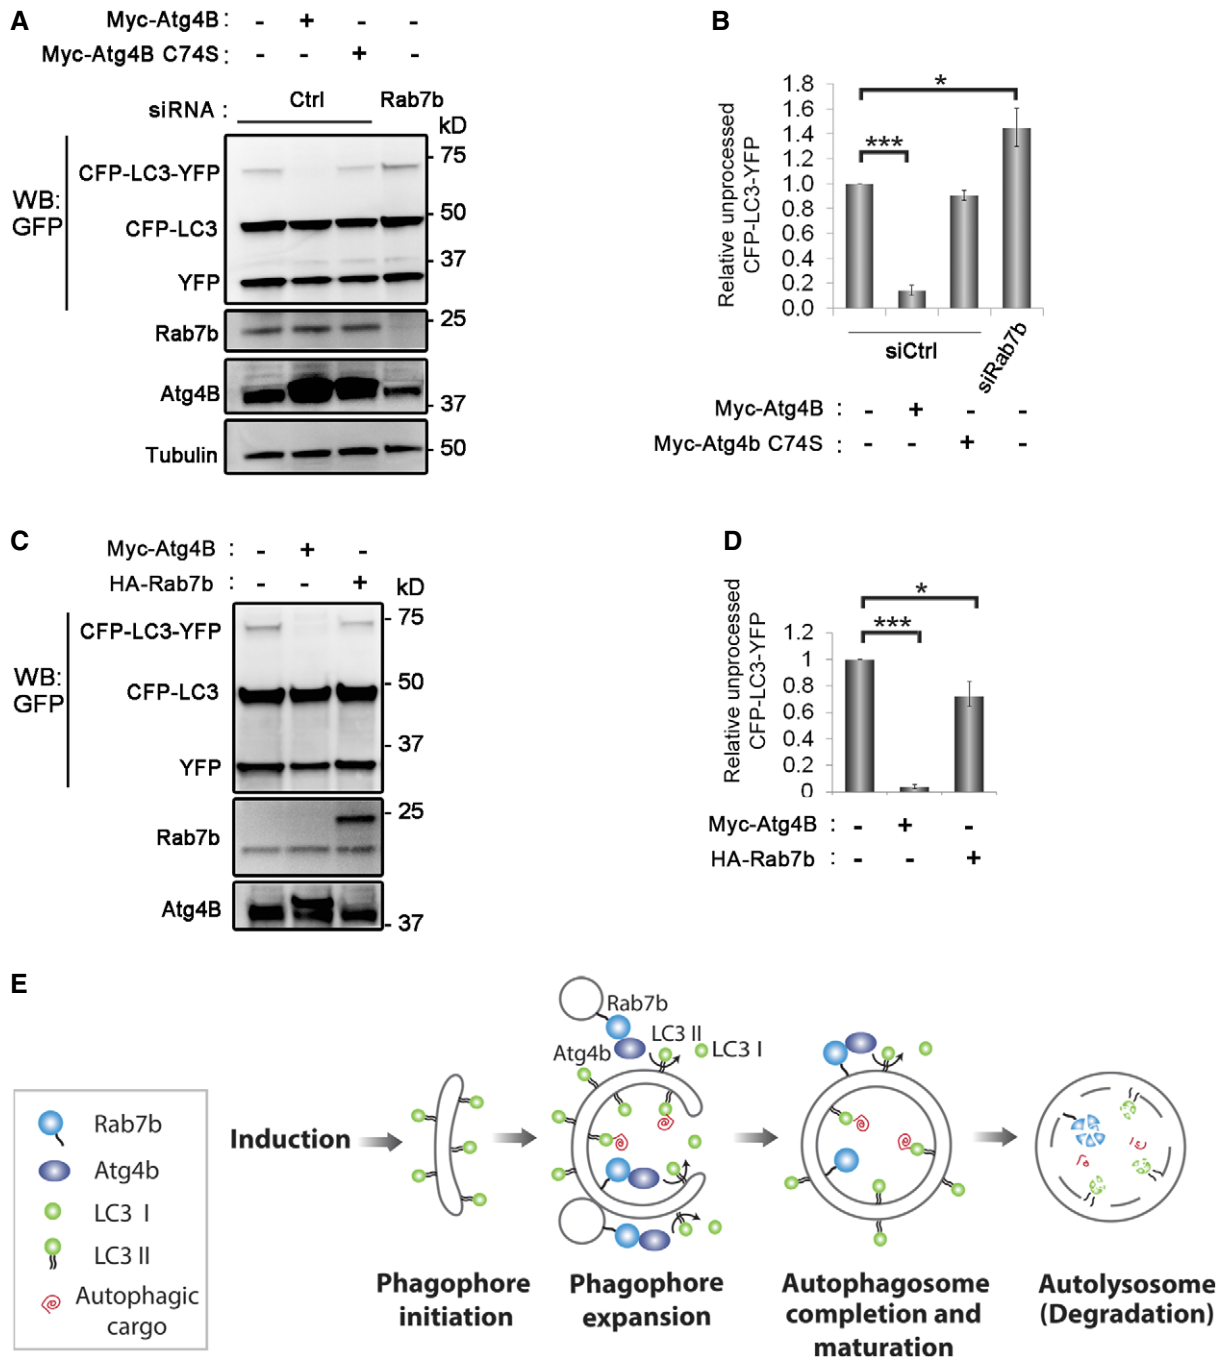 A
Myc-Atg4B : - + - -
Myc-Atg4B C74S : - - + -
siRNA : Ctrl Rab7b
kD
WB: GFP
CFP-LC3-YFP
CFP-LC3
YFP
75
50
37
Rab7b
25
Atg4B
37
Tubulin
50
B
Relative unprocessed
CFP-LC3-YFP
1.8
1.6
1.4
1.2
1.0
0.8
0.6
0.4
0.2
0.0
*
***
siCtrl
siRab7b
Myc-Atg4B : - + - -
Myc-Atg4b C74S : - - + -
C
Myc-Atg4B : - + -
HA-Rab7b : - - +
kD
WB: GFP
CFP-LC3-YFP
CFP-LC3
YFP
75
50
37
Rab7b
25
Atg4B
37
D
Relative unprocessed
CFP-LC3-YFP
1.2
1
0.8
0.6
0.4
0.2
0
*
***
Myc-Atg4B : - + -
HA-Rab7b : - - +
E
Rab7b
Atg4b
LC3 I
LC3 II
Autophagic
cargo
Induction
Rab7b
Atg4b
LC3 II
LC3 I
Phagophore
initiation
Phagophore
expansion
Autophagosome
completion and
maturation
Autolysosome
(Degradation)